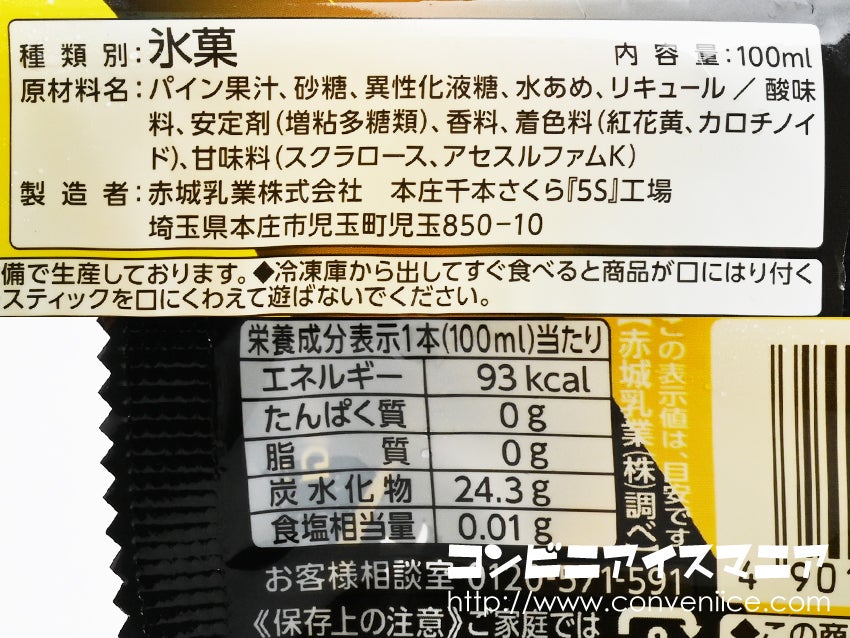 種類別：氷菓 内容量：100ml
原材料名：パイン果汁、砂糖、異性化液糖、水あめ、リキュール ／ 酸味
料、安定剤（増粘多糖類）、香料、着色料（紅花黄、カロチノイ
ド）、甘味料（スクラロース、アセスルファムK）
製造者：赤城乳業株式会社 本庄千本さくら『5S』工場
埼玉県本庄市児玉町児玉850-10
備で生産しております。◆冷凍庫から出してすぐ食べると商品が口にはり付く
スティックを口にくわえて遊ばないでください。
栄養成分表示1本(100ml)当たり
エネルギー 93 kcal
たんぱく質 0 g
脂質 0 g
炭水化物 24.3 g
食塩相当量 0.01 g
この表示値は、目安です
【赤城乳業(株)調べ
お客様相談室 0120-571-591
《保存上の注意》ご家庭では
4 90
◆この商
コンビニアイスマニア
http://www.conveniice.com/